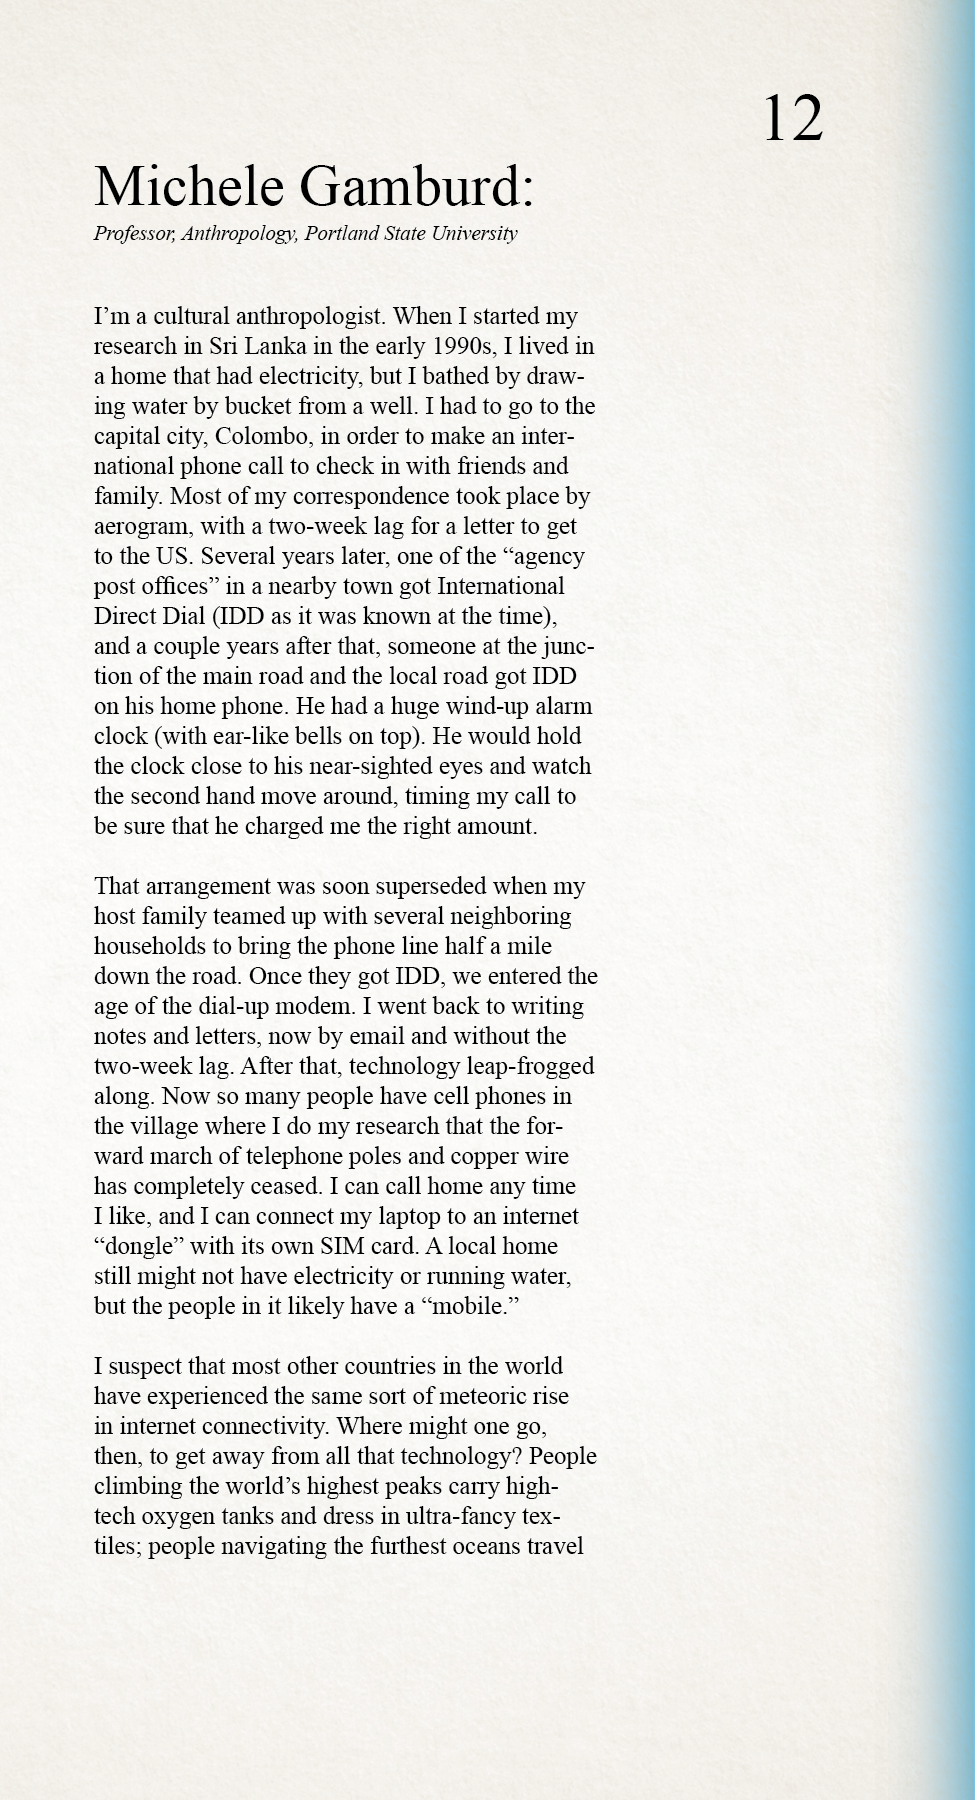 12
Michele Gamburd:
Professor, Anthropology, Portland State University
I’m a cultural anthropologist. When I started my
research in Sri Lanka in the early 1990s, I lived in
a home that had electricity, but I bathed by draw-
ing water by bucket from a well. I had to go to the
capital city, Colombo, in order to make an inter-
national phone call to check in with friends and
family. Most of my correspondence took place by
aerogram, with a two-week lag for a letter to get
to the US. Several years later, one of the “agency
post offices” in a nearby town got International
Direct Dial (IDD as it was known at the time),
and a couple years after that, someone at the junc-
tion of the main road and the local road got IDD
on his home phone. He had a huge wind-up alarm
clock (with ear-like bells on top). He would hold
the clock close to his near-sighted eyes and watch
the second hand move around, timing my call to
be sure that he charged me the right amount.
That arrangement was soon superseded when my
host family teamed up with several neighboring
households to bring the phone line half a mile
down the road. Once they got IDD, we entered the
age of the dial-up modem. I went back to writing
notes and letters, now by email and without the
two-week lag. After that, technology leap-frogged
along. Now so many people have cell phones in
the village where I do my research that the for-
ward march of telephone poles and copper wire
has completely ceased. I can call home any time
I like, and I can connect my laptop to an internet
“dongle” with its own SIM card. A local home
still might not have electricity or running water,
but the people in it likely have a “mobile.”
I suspect that most other countries in the world
have experienced the same sort of meteoric rise
in internet connectivity. Where might one go,
then, to get away from all that technology? People
climbing the world’s highest peaks carry high-
tech oxygen tanks and dress in ultra-fancy tex-
tiles; people navigating the furthest oceans travel